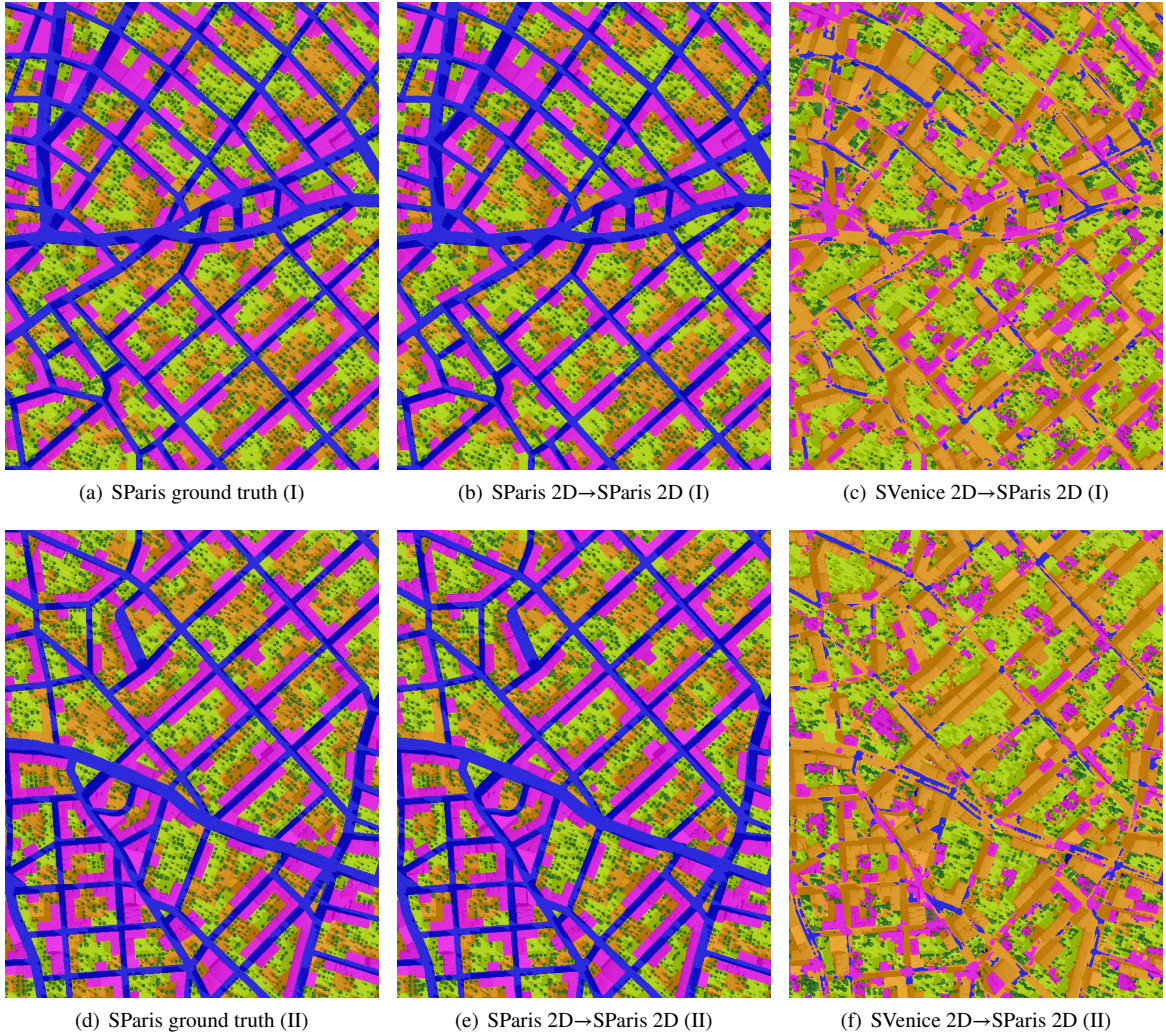 (a) SParis ground truth (I)
(b) SParis 2D→SParis 2D (I)
(c) SVenice 2D→SParis 2D (I)
(d) SParis ground truth (II)
(e) SParis 2D→SParis 2D (II)
(f) SVenice 2D→SParis 2D (II)